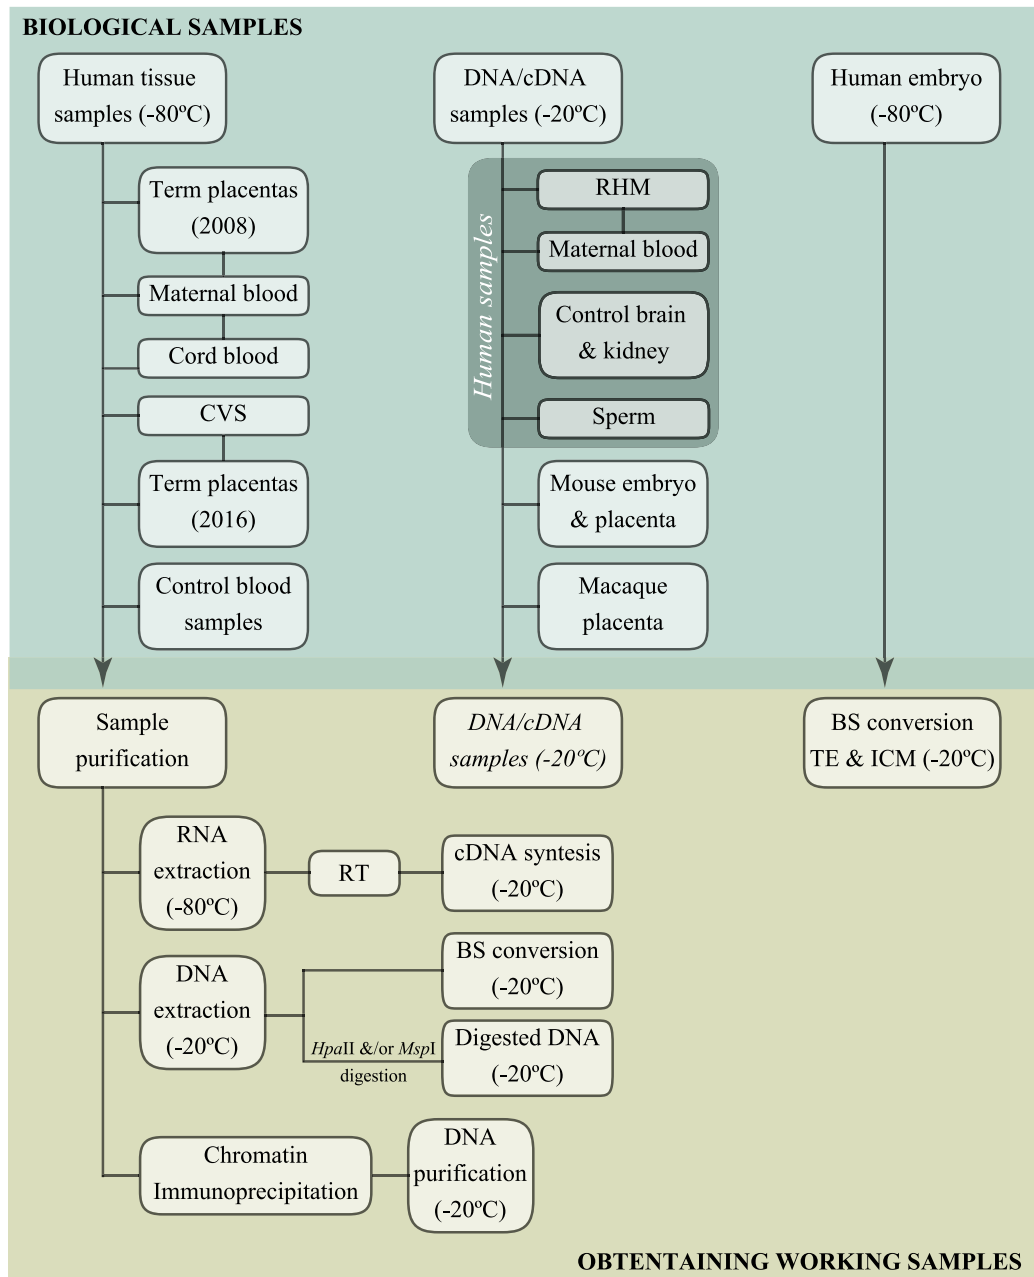 BIOLOGICAL SAMPLES
Human tissue
samples (-80ºC)
Term placentas
(2008)
Maternal blood
Cord blood
CVS
Term placentas
(2016)
Control blood
samples
DNA/cDNA
samples (-20ºC)
Human samples
RHM
Maternal blood
Control brain
& kidney
Sperm
Mouse embryo
& placenta
Macaque
placenta
Human embryo
(-80ºC)
Sample
purification
DNA/cDNA
samples (-20ºC)
BS conversion
TE & ICM (-20ºC)
RNA
extraction
(-80ºC)
RT
cDNA syntesis
(-20ºC)
DNA
extraction
(-20ºC)
BS conversion
(-20ºC)
HpaII &/or MspI
digestion
Digested DNA
(-20ºC)
Chromatin
Immunoprecipitation
DNA
purification
(-20ºC)
OBTENTAINING WORKING SAMPLES